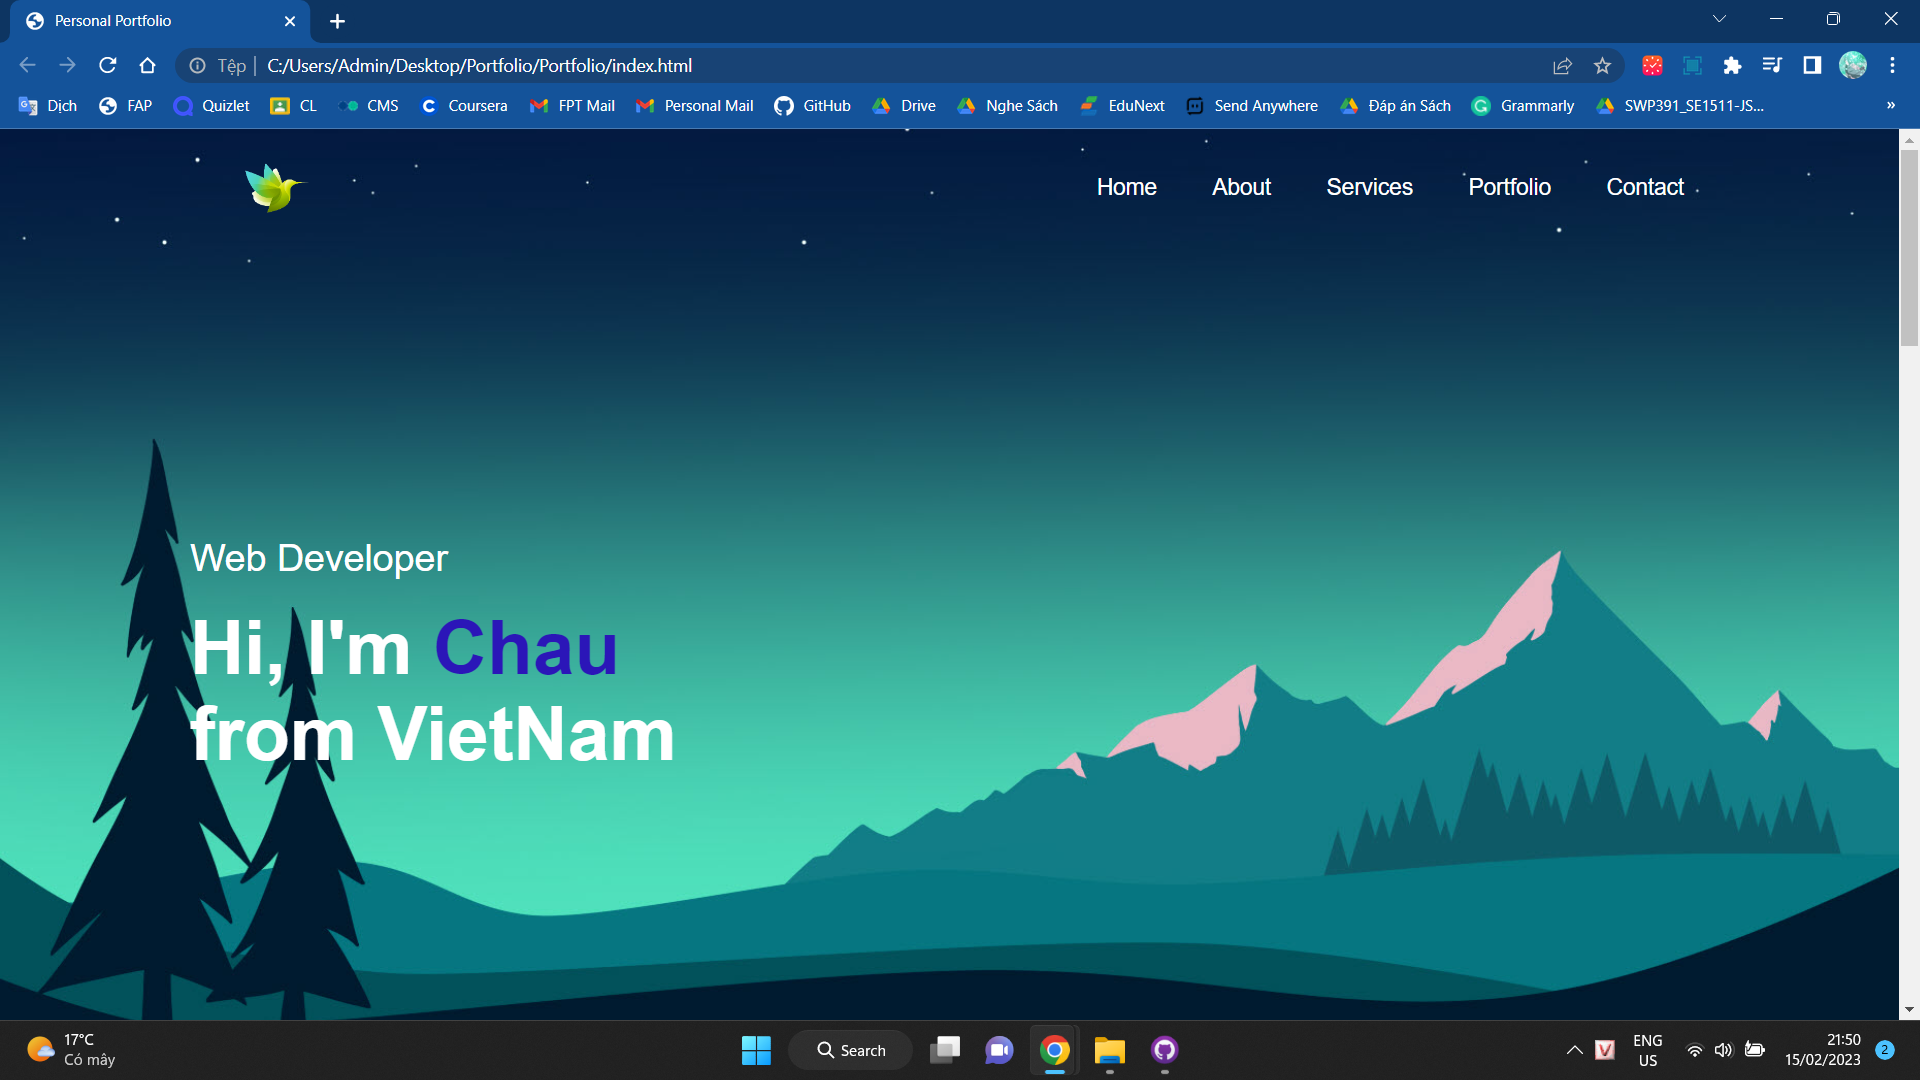 Personal Portfolio
Tệp
C:/Users/Admin/Desktop/Portfolio/Portfolio/index.html
Dịch FAP Quizlet CL CMS Coursera FPT Mail Personal Mail GitHub Drive Nghe Sách EduNext Send Anywhere Đáp án Sách Grammarly SWP391_SE1511-JS... »
Home About Services Portfolio Contact
Web Developer
Hi, I'm Chau
from VietNam
17°C
Có mây
Search
ENG
US
21:50
15/02/2023
2